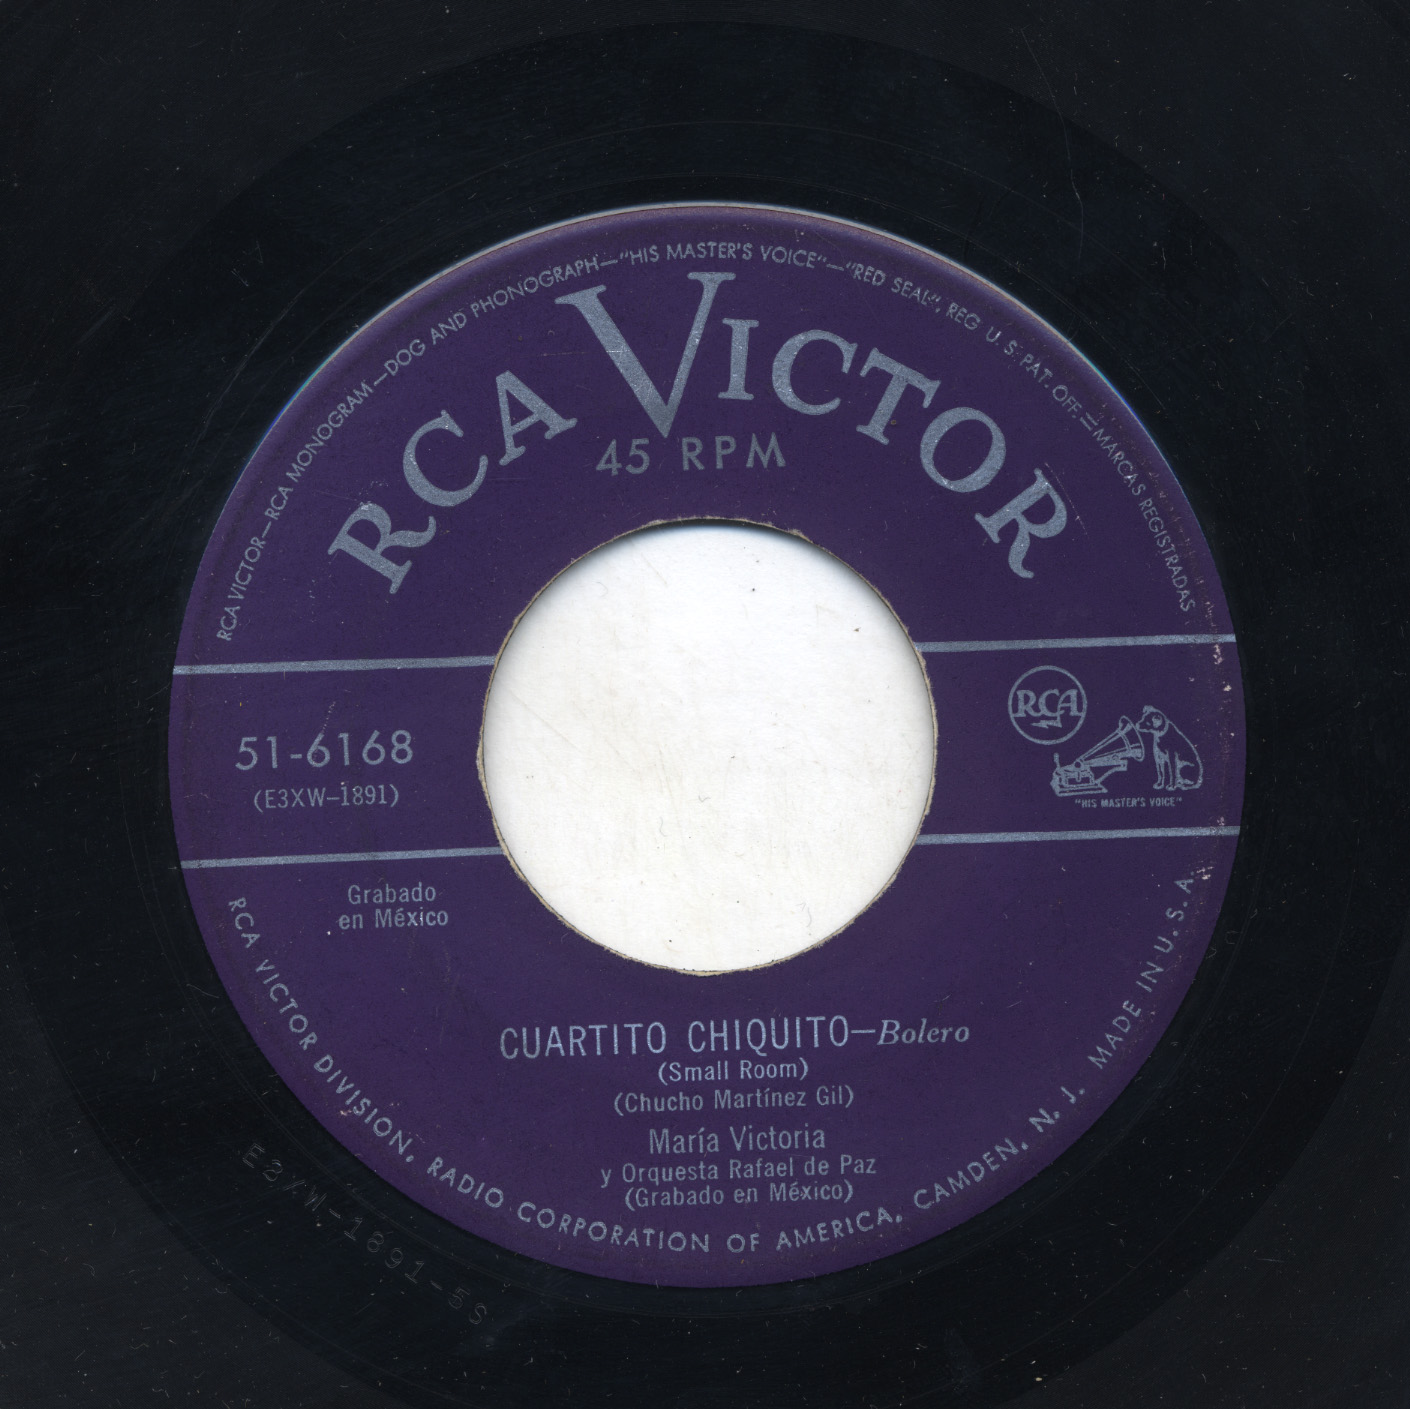 RCA VICTOR—RCA MONOGRAM—DOG AND PHONOGRAPH—"HIS MASTER'S VOICE"—"RED SEAL", REG U. S. PAT. OFF.=MARCAS REGISTRADAS
RCA VICTOR
45 RPM
51-6168
(E3XW-1891)
RCA
"HIS MASTER'S VOICE"
Grabado
en México
CUARTITO CHIQUITO—Bolero
(Small Room)
(Chucho Martínez Gil)
María Victoria
y Orquesta Rafael de Paz
(Grabado en México)
RCA VICTOR DIVISION, RADIO CORPORATION OF AMERICA, CAMDEN, N. J. MADE IN U. S. A.
E3XW-1891-5S